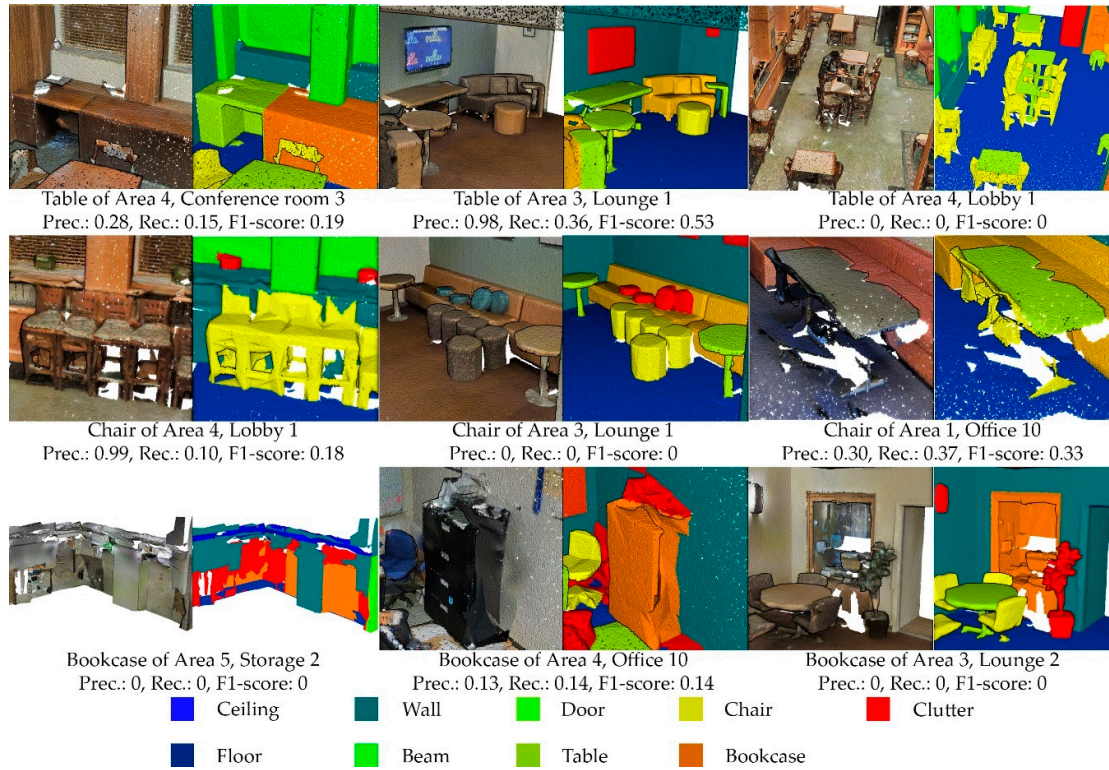 Table of Area 4, Conference room 3
Prec.: 0.28, Rec.: 0.15, F1-score: 0.19
Table of Area 3, Lounge 1
Prec.: 0.98, Rec.: 0.36, F1-score: 0.53
Table of Area 4, Lobby 1
Prec.: 0, Rec.: 0, F1-score: 0
Chair of Area 4, Lobby 1
Prec.: 0.99, Rec.: 0.10, F1-score: 0.18
Chair of Area 3, Lounge 1
Prec.: 0, Rec.: 0, F1-score: 0
Chair of Area 1, Office 10
Prec.: 0.30, Rec.: 0.37, F1-score: 0.33
Bookcase of Area 5, Storage 2
Prec.: 0, Rec.: 0, F1-score: 0
Bookcase of Area 4, Office 10
Prec.: 0.13, Rec.: 0.14, F1-score: 0.14
Bookcase of Area 3, Lounge 2
Prec.: 0, Rec.: 0, F1-score: 0
Ceiling
Wall
Door
Chair
Clutter
Floor
Beam
Table
Bookcase